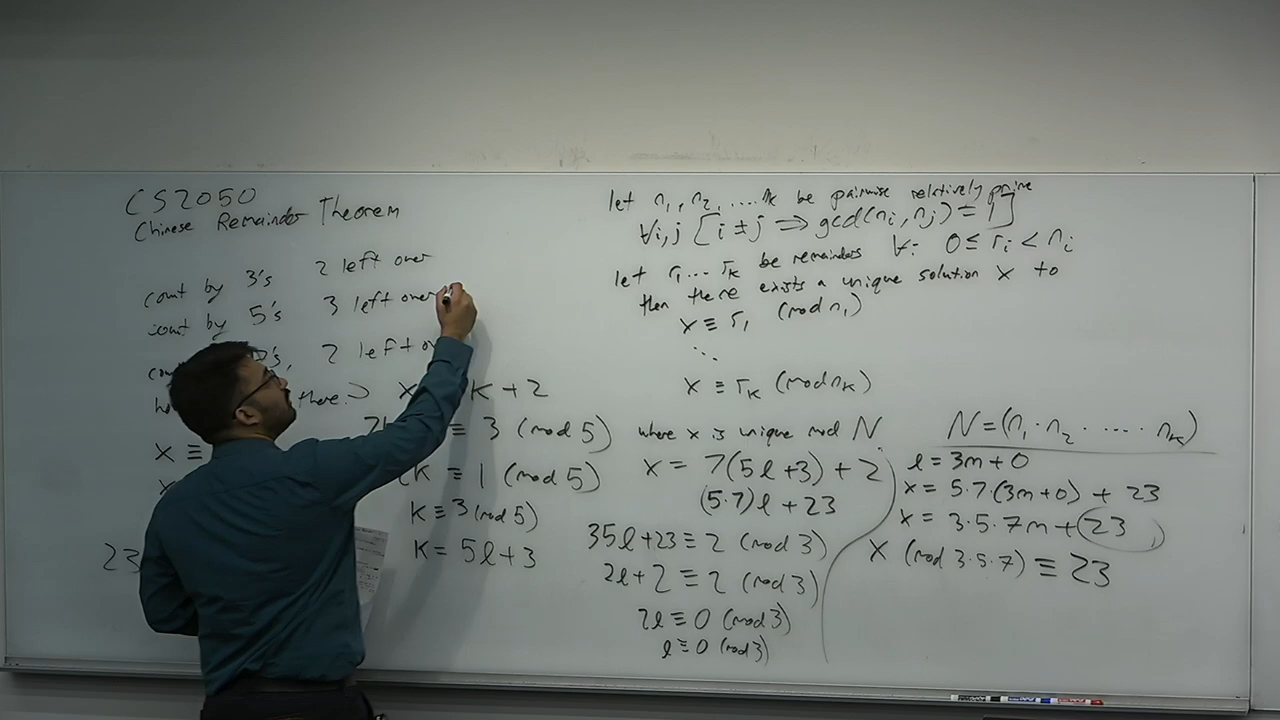 CS2050
Chinese Remainder Theorem
count by 3's 2 left over
count by 5's 3 left over
2 left
there?
x ≡
23
K + 2
≡ 3 (mod 5)
K ≡ 1 (mod 5)
K ≡ 3 (mod 5)
K = 5l + 3
let n₁, n₂, .... nk be pairwise relatively prime
∀i,j [i ≠ j ⟹ gcd(ni, nj) = 1]
let r₁ ... rk be remainders ∀i 0 ≤ ri < ni
then there exists a unique solution x to
x ≡ r₁ (mod n₁)
...
x ≡ rk (mod nk)
where x is unique mod N N = (n₁ · n₂ · .... · nk)
x = 7(5l + 3) + 2
(5·7)l + 23
35l + 23 ≡ 2 (mod 3)
2l + 2 ≡ 2 (mod 3)
2l ≡ 0 (mod 3)
l ≡ 0 (mod 3)
l = 3m + 0
x = 5·7(3m + 0) + 23
x = 3·5·7m + 23
x (mod 3·5·7) ≡ 23